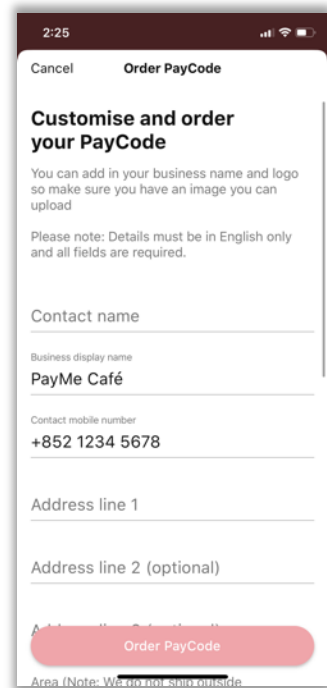 2:25
Cancel Order PayCode
Customise and order
your PayCode
You can add in your business name and logo
so make sure you have an image you can
upload
Please note: Details must be in English only
and all fields are required.
Contact name
Business display name
PayMe Café
Contact mobile number
+852 1234 5678
Address line 1
Address line 2 (optional)
Order PayCode
Area (Note: We do not ship outside